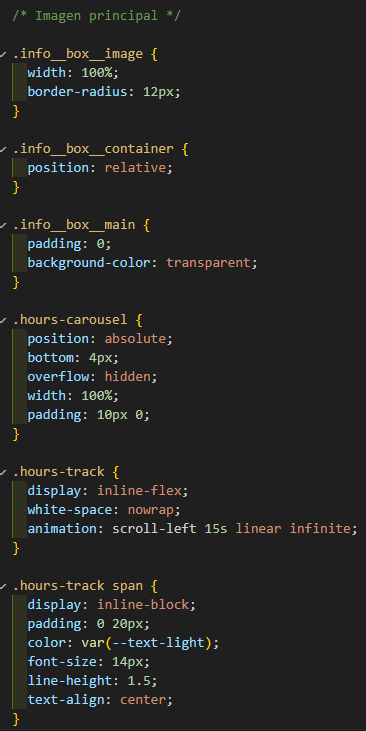 /* Imagen principal */
.info__box__image {
width: 100%;
border-radius: 12px;
}
.info__box__container {
position: relative;
}
.info__box__main {
padding: 0;
background-color: transparent;
}
.hours-carousel {
position: absolute;
bottom: 4px;
overflow: hidden;
width: 100%;
padding: 10px 0;
}
.hours-track {
display: inline-flex;
white-space: nowrap;
animation: scroll-left 15s linear infinite;
}
.hours-track span {
display: inline-block;
padding: 0 20px;
color: var(--text-light);
font-size: 14px;
line-height: 1.5;
text-align: center;
}